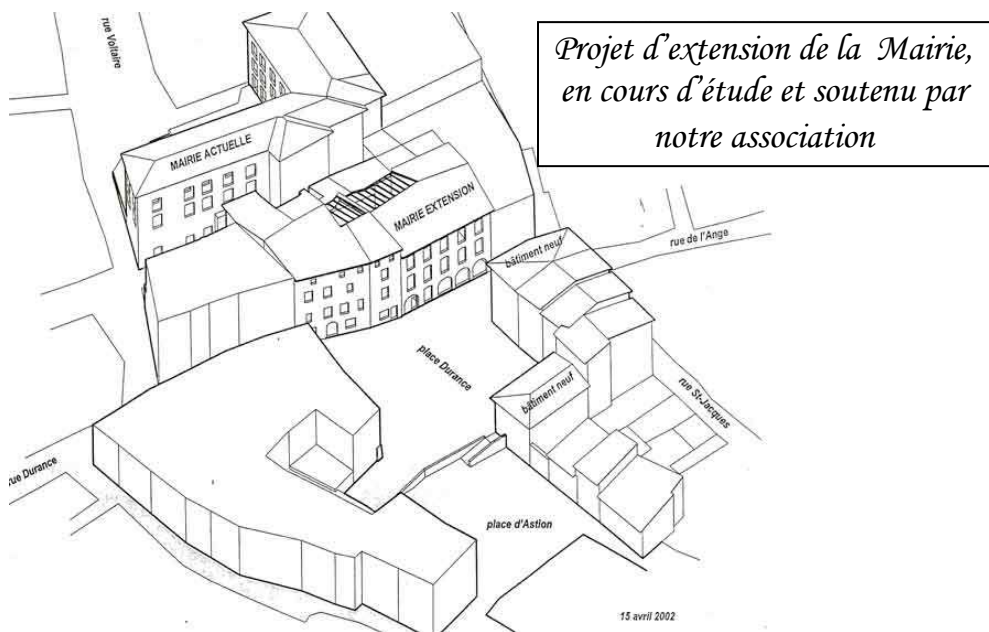 Projet d'extension de la Mairie,
en cours d'étude et soutenu par
notre association
rue Voltaire
MAIRIE ACTUELLE
MAIRIE EXTENSION
bâtiment neuf
rue de l'Ange
place Durance
bâtiment neuf
rue St-Jacques
rue Durance
place d'Astion
15 avril 2002